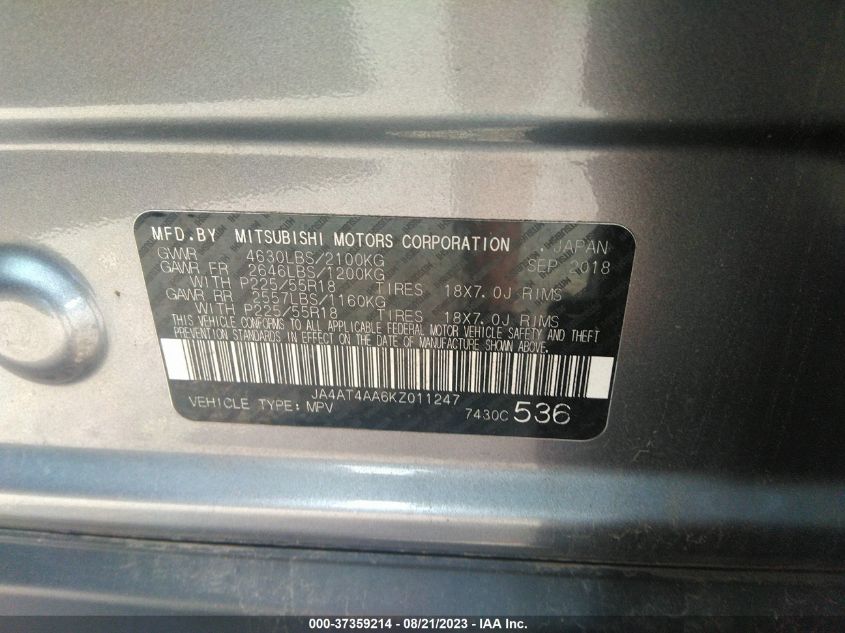 MFD.BY MITSUBISHI MOTORS CORPORATION , JAPAN
GVWR 4630LBS/2100KG SEP 2018
GAWR FR 2646LBS/1200KG
WITH P225/55R18 TIRES 18X7.0J RIMS
GAWR RR 2557LBS/1160KG
WITH P225/55R18 TIRES 18X7.0J RIMS
THIS VEHICLE CONFORMS TO ALL APPLICABLE FEDERAL MOTOR VEHICLE SAFETY AND THEFT
PREVENTION STANDARDS IN EFFECT ON THE DATE OF MANUFACTURE SHOWN ABOVE.
JA4AT4AA6KZ011247
VEHICLE TYPE: MPV 7430C 536
000-37359214 - 08/21/2023 - IAA Inc.